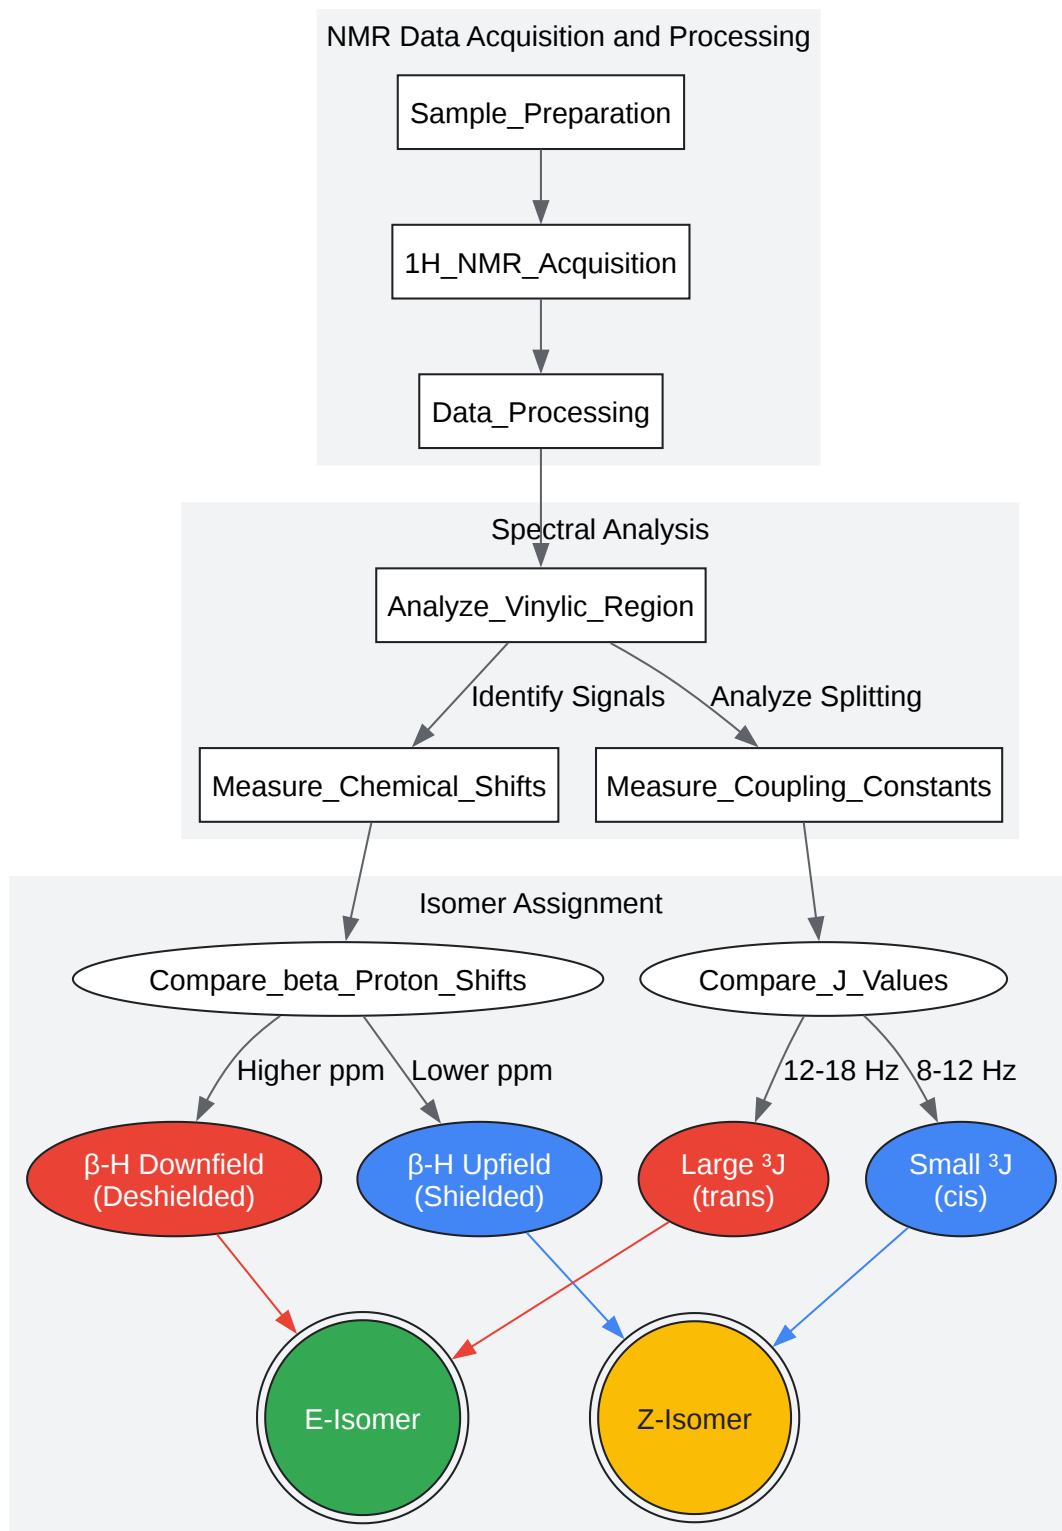 NMR Data Acquisition and Processing
Sample_Preparation
1H_NMR_Acquisition
Data_Processing
Spectral Analysis
Analyze_Vinylic_Region
Identify Signals
Analyze Splitting
Measure_Chemical_Shifts
Measure_Coupling_Constants
Isomer Assignment
Compare_beta_Proton_Shifts
Compare_J_Values
Higher ppm
Lower ppm
12-18 Hz
8-12 Hz
β-H Downfield
(Deshielded)
β-H Upfield
(Shielded)
Large ³J
(trans)
Small ³J
(cis)
E-Isomer
Z-Isomer